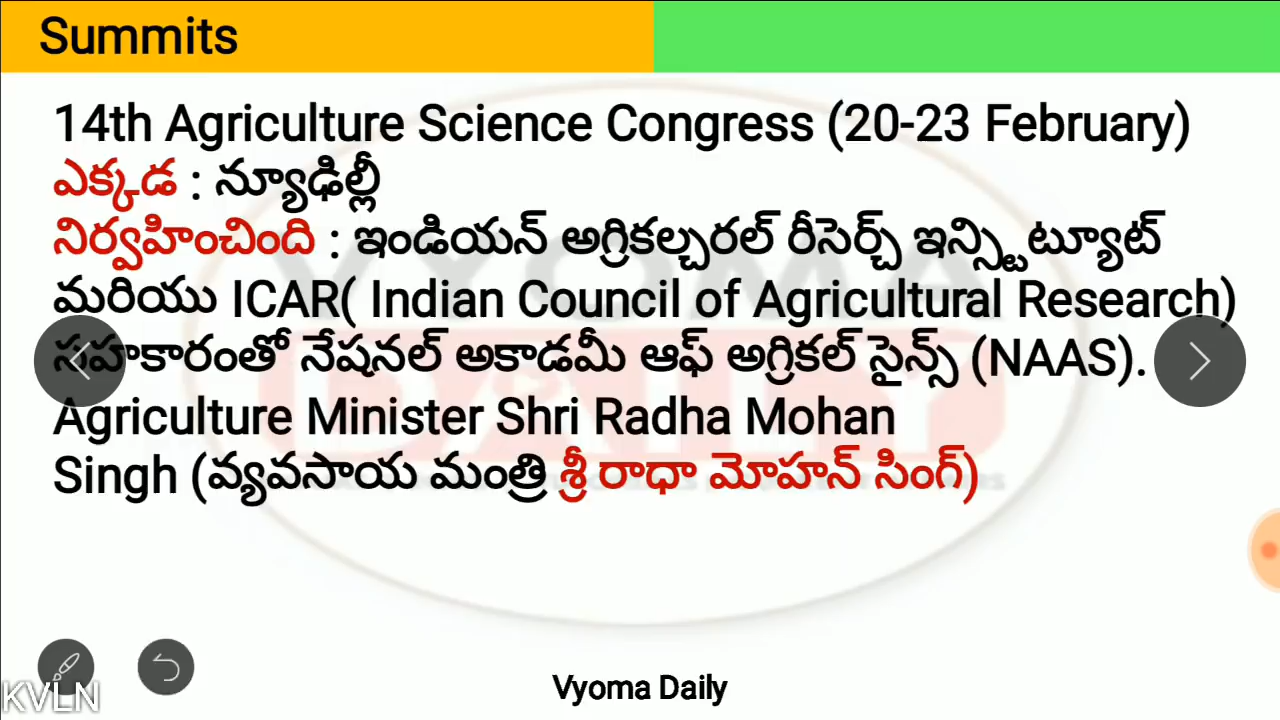 Summits
14th Agriculture Science Congress (20-23 February)
ఎక్కడ : న్యూఢిల్లీ
నిర్వహించింది : ఇండియన్ అగ్రికల్చరల్ రీసెర్చ్ ఇన్స్టిట్యూట్
మరియు ICAR( Indian Council of Agricultural Research)
సహకారంతో నేషనల్ అకాడమీ ఆఫ్ అగ్రికల్ సైన్స్ (NAAS).
Agriculture Minister Shri Radha Mohan
Singh (వ్యవసాయ మంత్రి శ్రీ రాధా మోహన్ సింగ్)
VYOMA
DAILY
KVLN
Vyoma Daily